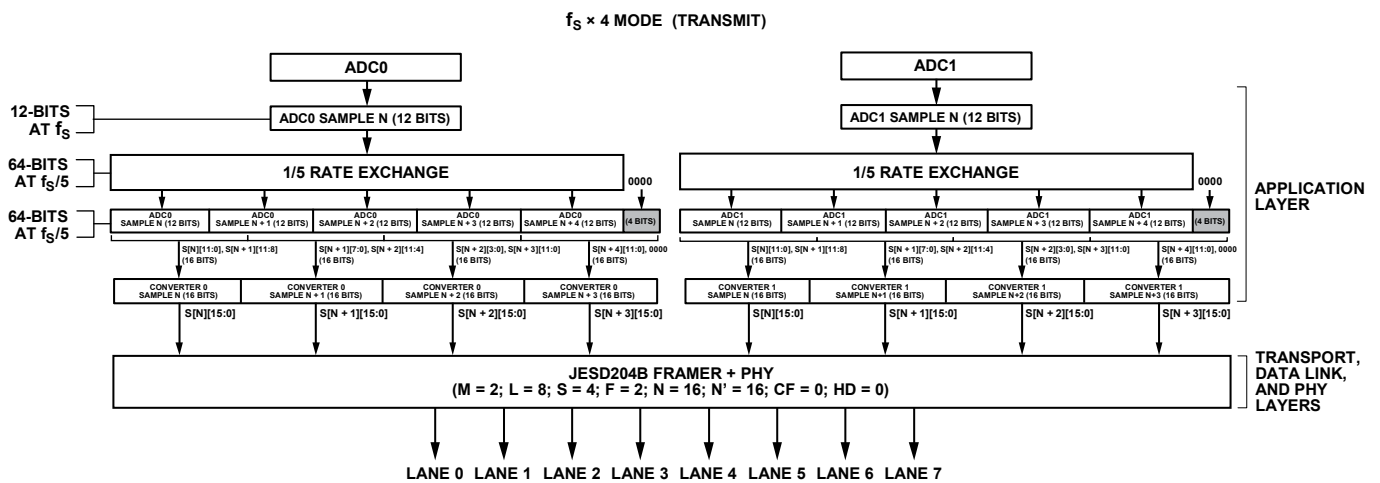 fS × 4 MODE (TRANSMIT)
ADC0
ADC1
12-BITS
AT fS
ADC0 SAMPLE N (12 BITS)
ADC1 SAMPLE N (12 BITS)
64-BITS
AT fS/5
1/5 RATE EXCHANGE
0000
1/5 RATE EXCHANGE
0000
APPLICATION
LAYER
64-BITS
AT fS/5
ADC0
SAMPLE N (12 BITS)
ADC0
SAMPLE N + 1 (12 BITS)
ADC0
SAMPLE N + 2 (12 BITS)
ADC0
SAMPLE N + 3 (12 BITS)
ADC0
SAMPLE N + 4 (12 BITS)
(4 BITS)
ADC1
SAMPLE N (12 BITS)
ADC1
SAMPLE N + 1 (12 BITS)
ADC1
SAMPLE N + 2 (12 BITS)
ADC1
SAMPLE N + 3 (12 BITS)
ADC1
SAMPLE N + 4 (12 BITS)
(4 BITS)
S[N][11:0], S[N + 1][11:8]
(16 BITS)
S[N + 1][7:0], S[N + 2][11:4]
(16 BITS)
S[N + 2][3:0], S[N + 3][11:0]
(16 BITS)
S[N + 4][11:0], 0000
(16 BITS)
S[N][11:0], S[N + 1][11:8]
(16 BITS)
S[N + 1][7:0], S[N + 2][11:4]
(16 BITS)
S[N + 2][3:0], S[N + 3][11:0]
(16 BITS)
S[N + 4][11:0], 0000
(16 BITS)
CONVERTER 0
SAMPLE N (16 BITS)
CONVERTER 0
SAMPLE N + 1 (16 BITS)
CONVERTER 0
SAMPLE N + 2 (16 BITS)
CONVERTER 0
SAMPLE N + 3 (16 BITS)
CONVERTER 1
SAMPLE N (16 BITS)
CONVERTER 1
SAMPLE N+1 (16 BITS)
CONVERTER 1
SAMPLE N+2 (16 BITS)
CONVERTER 1
SAMPLE N+3 (16 BITS)
S[N][15:0]
S[N + 1][15:0]
S[N + 2][15:0]
S[N + 3][15:0]
S[N][15:0]
S[N + 1][15:0]
S[N + 2][15:0]
S[N + 3][15:0]
JESD204B FRAMER + PHY
(M = 2; L = 8; S = 4; F = 2; N = 16; N’ = 16; CF = 0; HD = 0)
TRANSPORT,
DATA LINK,
AND PHY
LAYERS
LANE 0 LANE 1 LANE 2 LANE 3 LANE 4 LANE 5 LANE 6 LANE 7